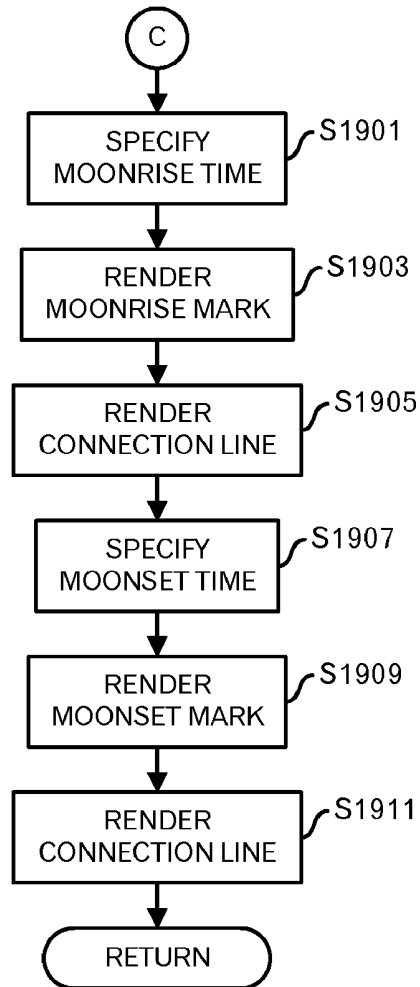 C
SPECIFY
MOONRISE TIME
S1901
RENDER
MOONRISE MARK
S1903
RENDER
CONNECTION LINE
S1905
SPECIFY
MOONSET TIME
S1907
RENDER
MOONSET MARK
S1909
RENDER
CONNECTION LINE
S1911
RETURN